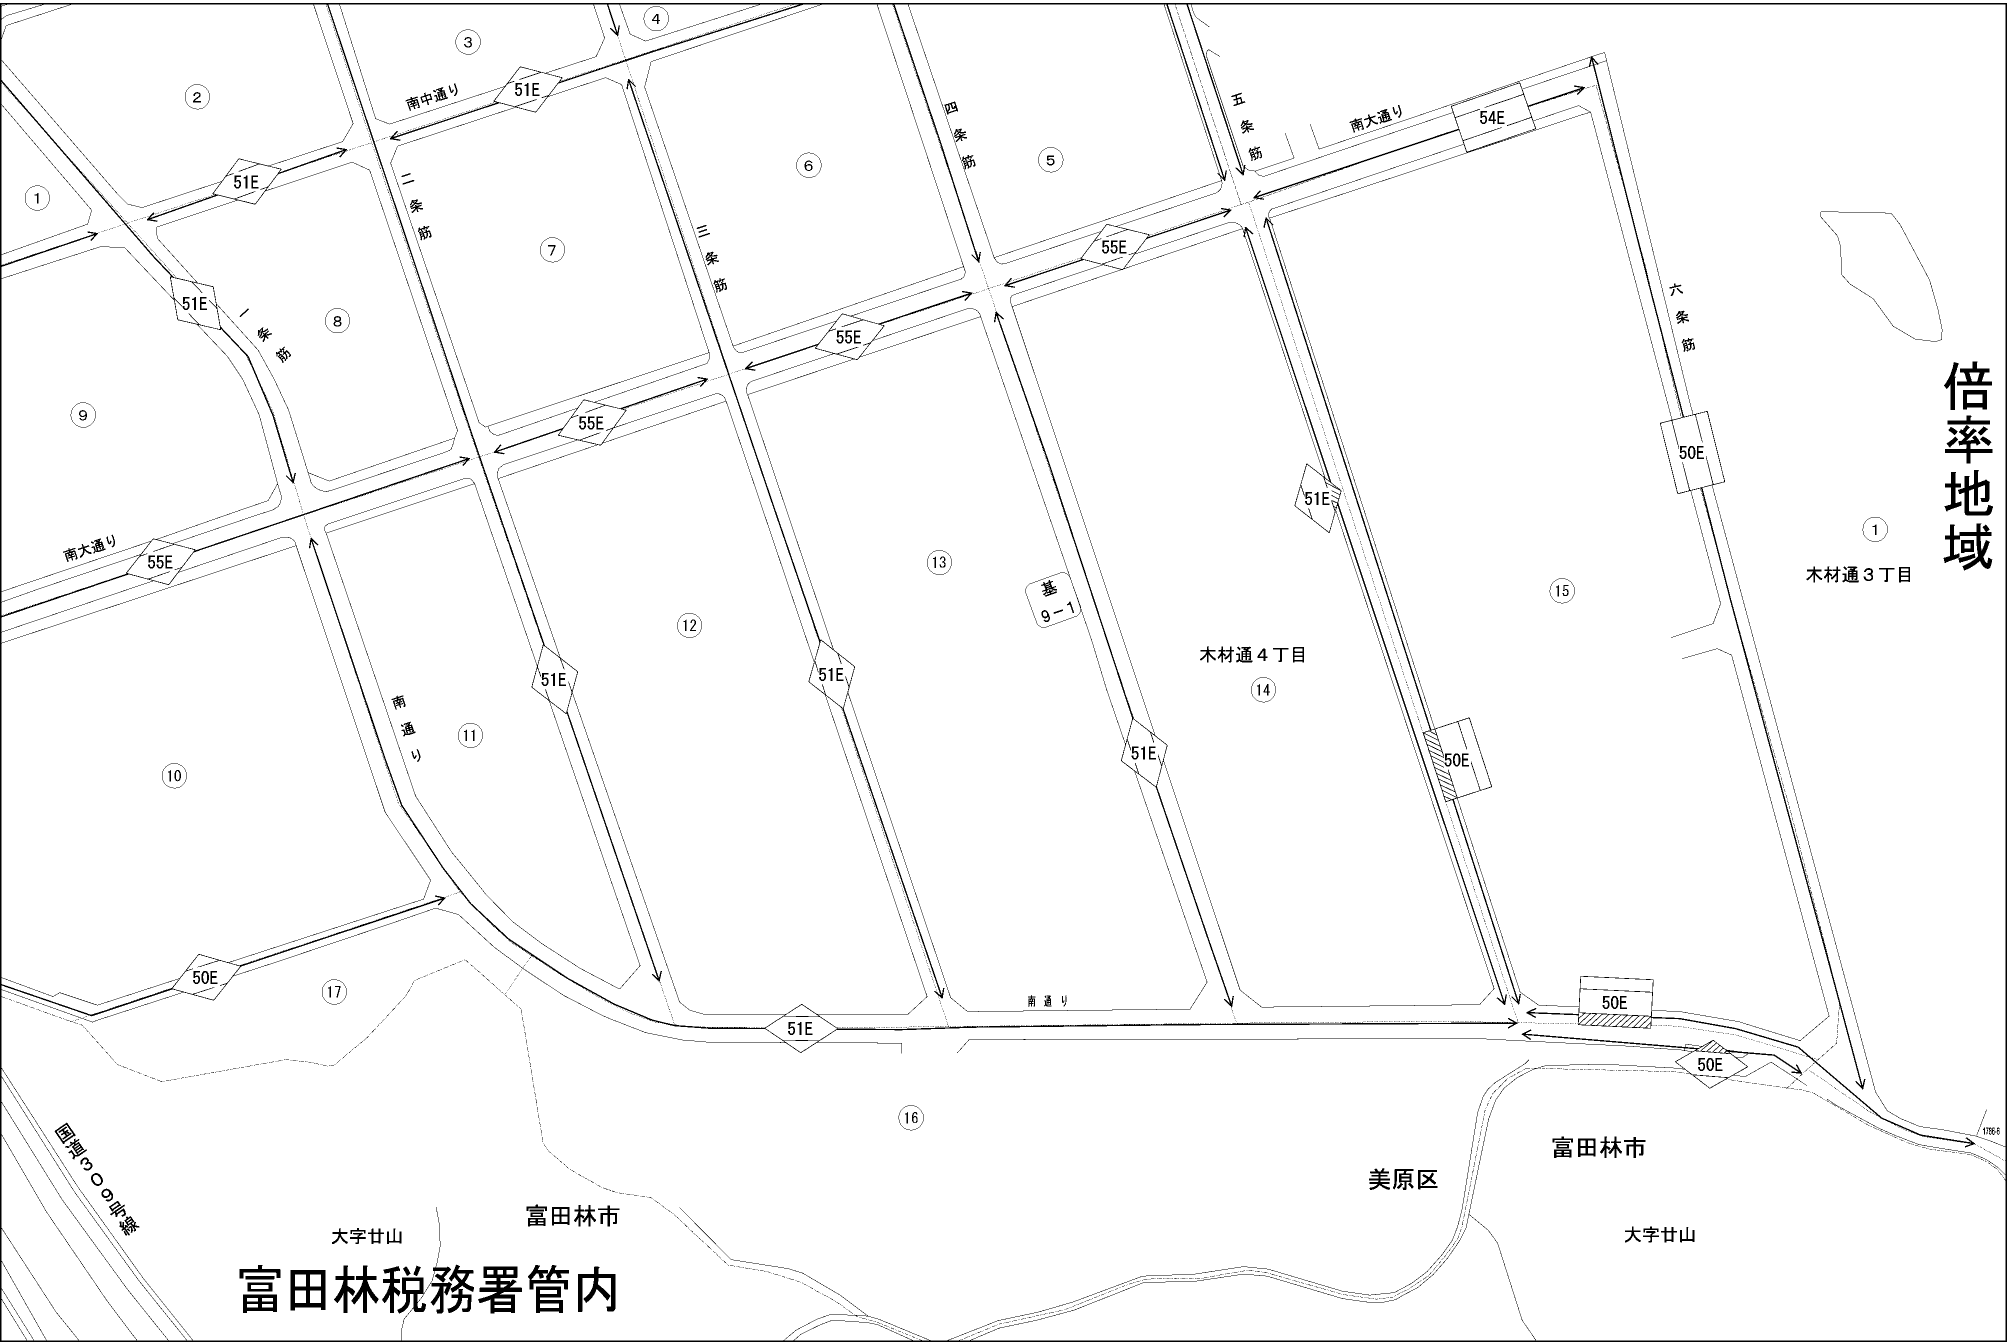 ④
③
南中通り
51E
②
四条筋
五条筋
南大通り
54E
⑤
⑥
51E
①
二条筋
三条筋
⑦
55E
51E
一条筋
⑧
55E
六条筋
倍率地域
⑨
55E
50E
51E
南大通り
55E
⑬
基
9－1
⑮
①
木材通3丁目
⑫
木材通4丁目
⑭
51E
51E
南通り
⑪
51E
50E
⑩
50E
⑰
南通り
50E
51E
50E
⑯
国道309号線
1786-6
富田林市
美原区
富田林市
大字廿山
大字廿山
富田林税務署管内